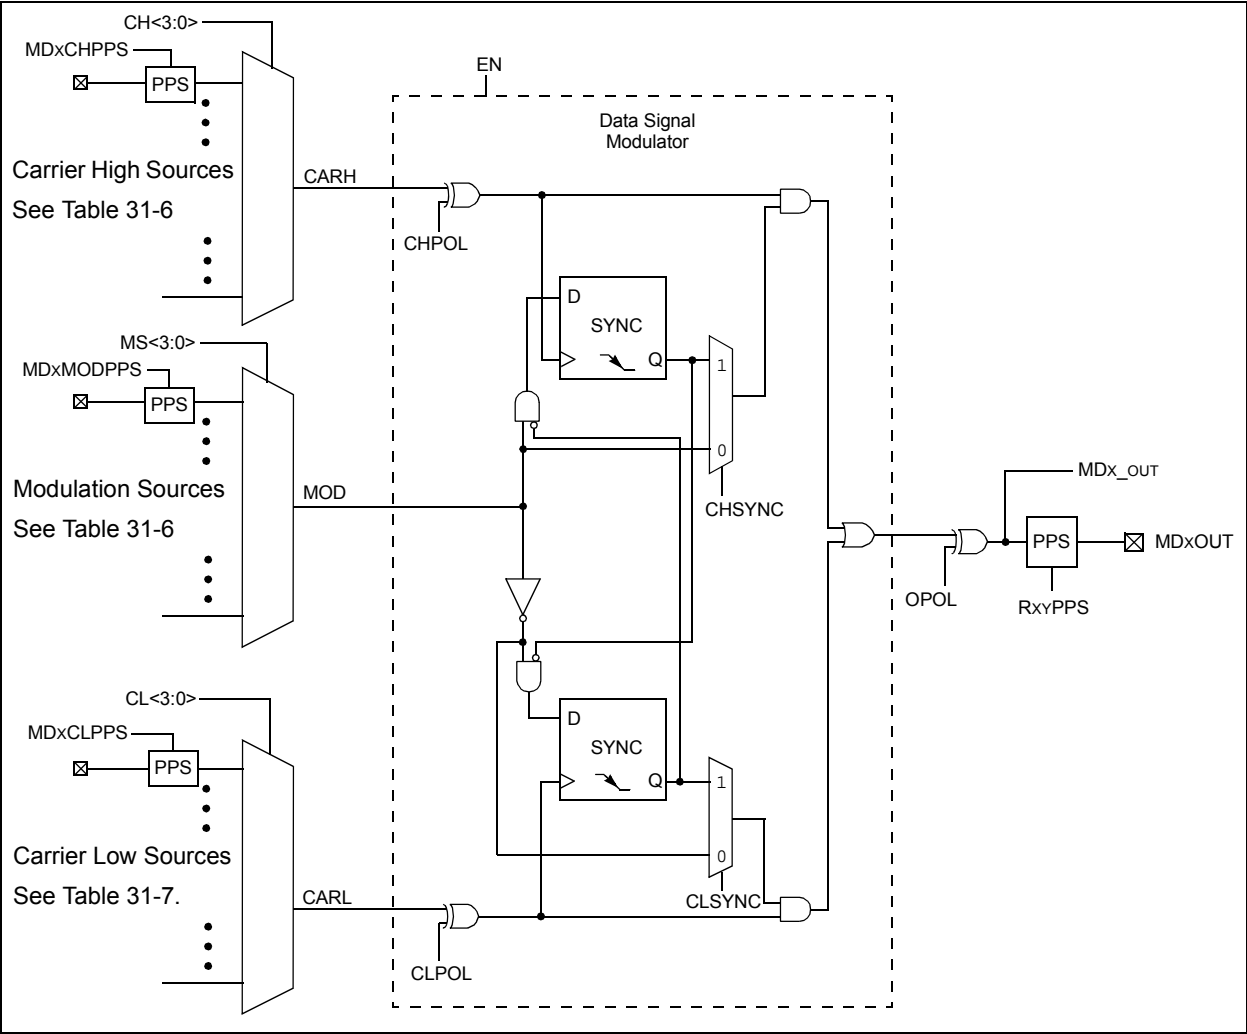 CH<3:0>
MDxCHPPS
PPS
Carrier High Sources
See Table 31-6
CARH
EN
Data Signal
Modulator
CHPOL
D
SYNC
Q
1
0
CHSYNC
MS<3:0>
MDxMODPPS
PPS
Modulation Sources
See Table 31-6
MOD
MDx_OUT
PPS
MDxOUT
OPOL
RxyPPS
CL<3:0>
MDxCLPPS
PPS
Carrier Low Sources
See Table 31-7.
CARL
D
SYNC
Q
1
0
CLSYNC
CLPOL